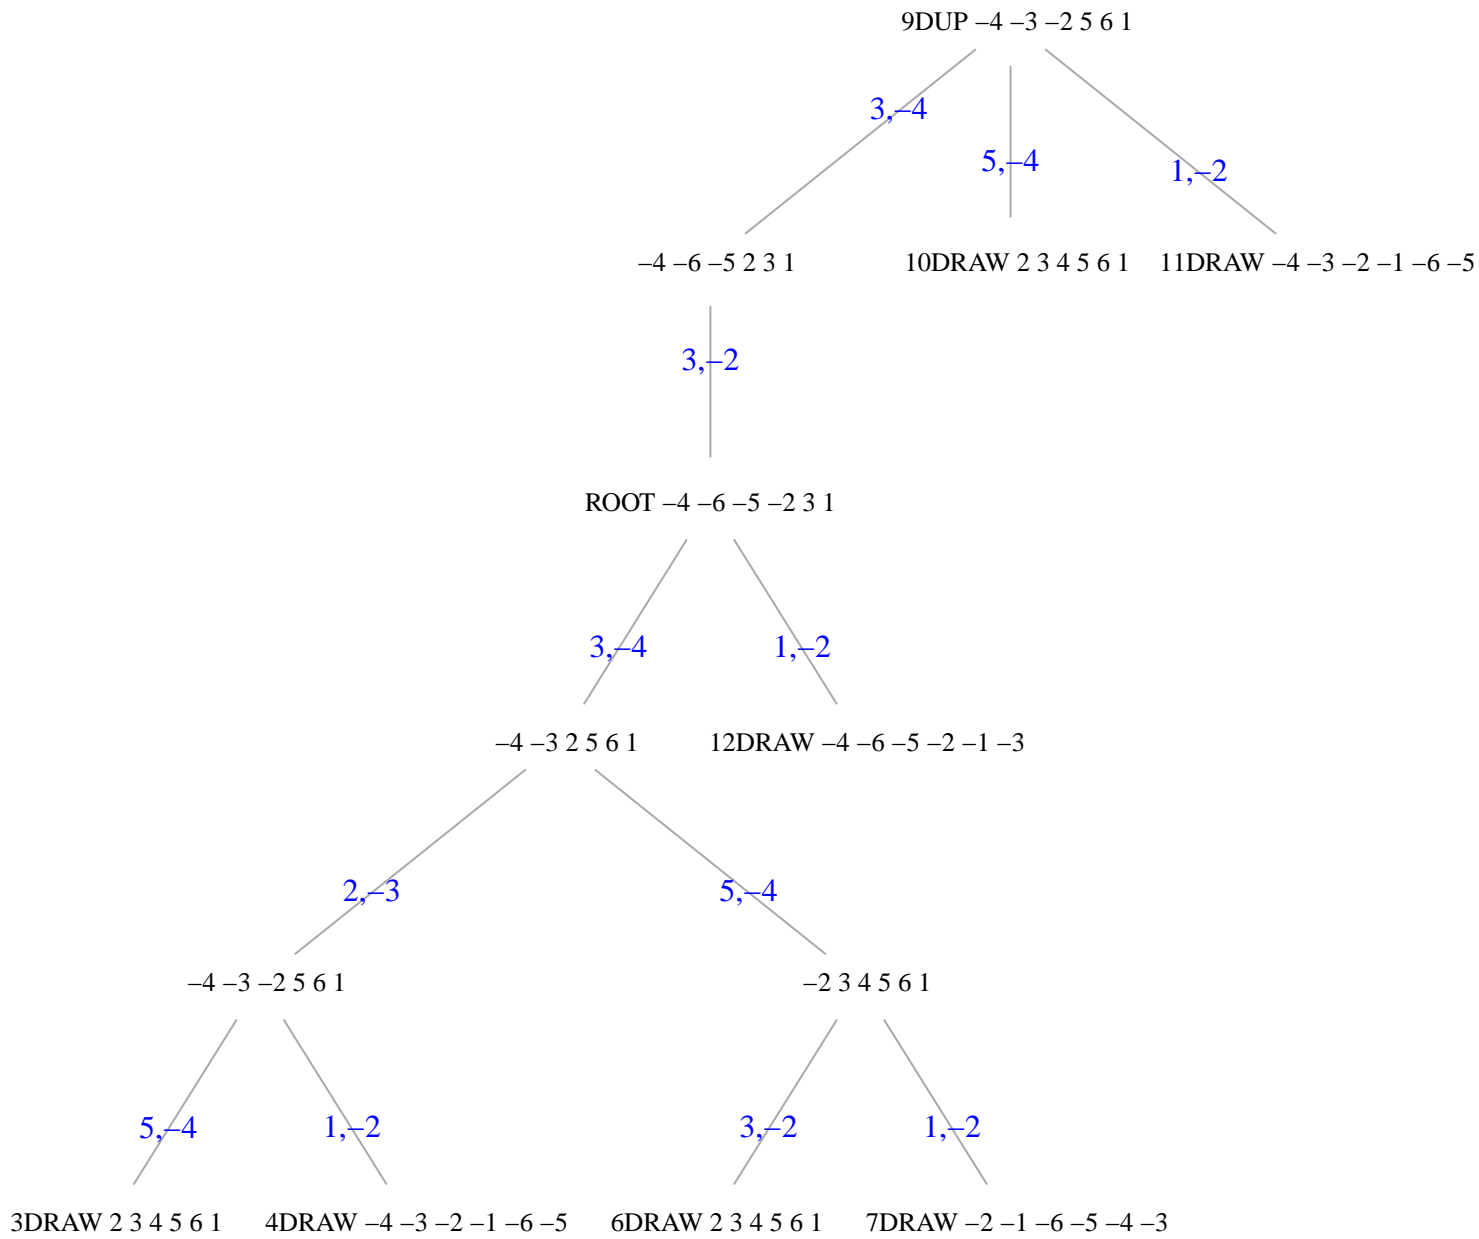 9DUP –4 –3 –2 5 6 1
3,–4
5,–4
1,–2
–4 –6 –5 2 3 1
10DRAW 2 3 4 5 6 1
11DRAW –4 –3 –2 –1 –6 –5
3,–2
ROOT –4 –6 –5 –2 3 1
3,–4
1,–2
–4 –3 2 5 6 1
12DRAW –4 –6 –5 –2 –1 –3
2,–3
5,–4
–4 –3 –2 5 6 1
–2 3 4 5 6 1
5,–4
1,–2
3,–2
1,–2
3DRAW 2 3 4 5 6 1
4DRAW –4 –3 –2 –1 –6 –5
6DRAW 2 3 4 5 6 1
7DRAW –2 –1 –6 –5 –4 –3